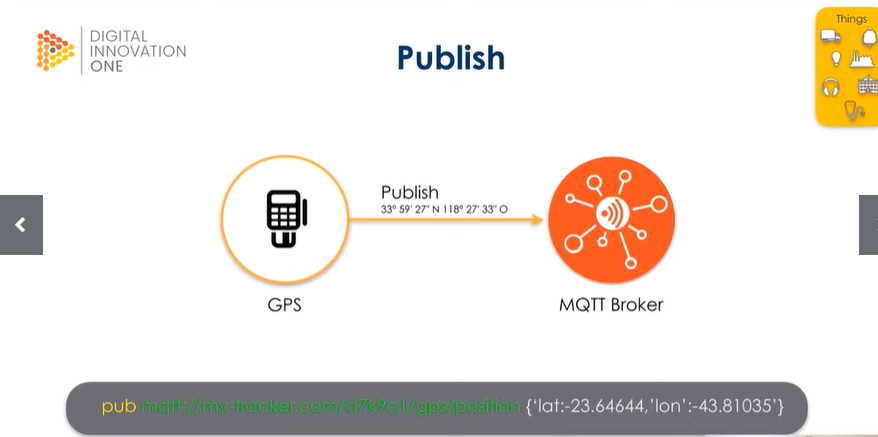 DIGITAL
INNOVATION
ONE
Publish
Things
Publish
33° 59' 27" N 118° 27' 33" O
GPS
MQTT Broker
pub mqtt://my-tracker.com/d7k9a1/gps/position {‘lat:-23.64644,’lon’:-43.81035’}